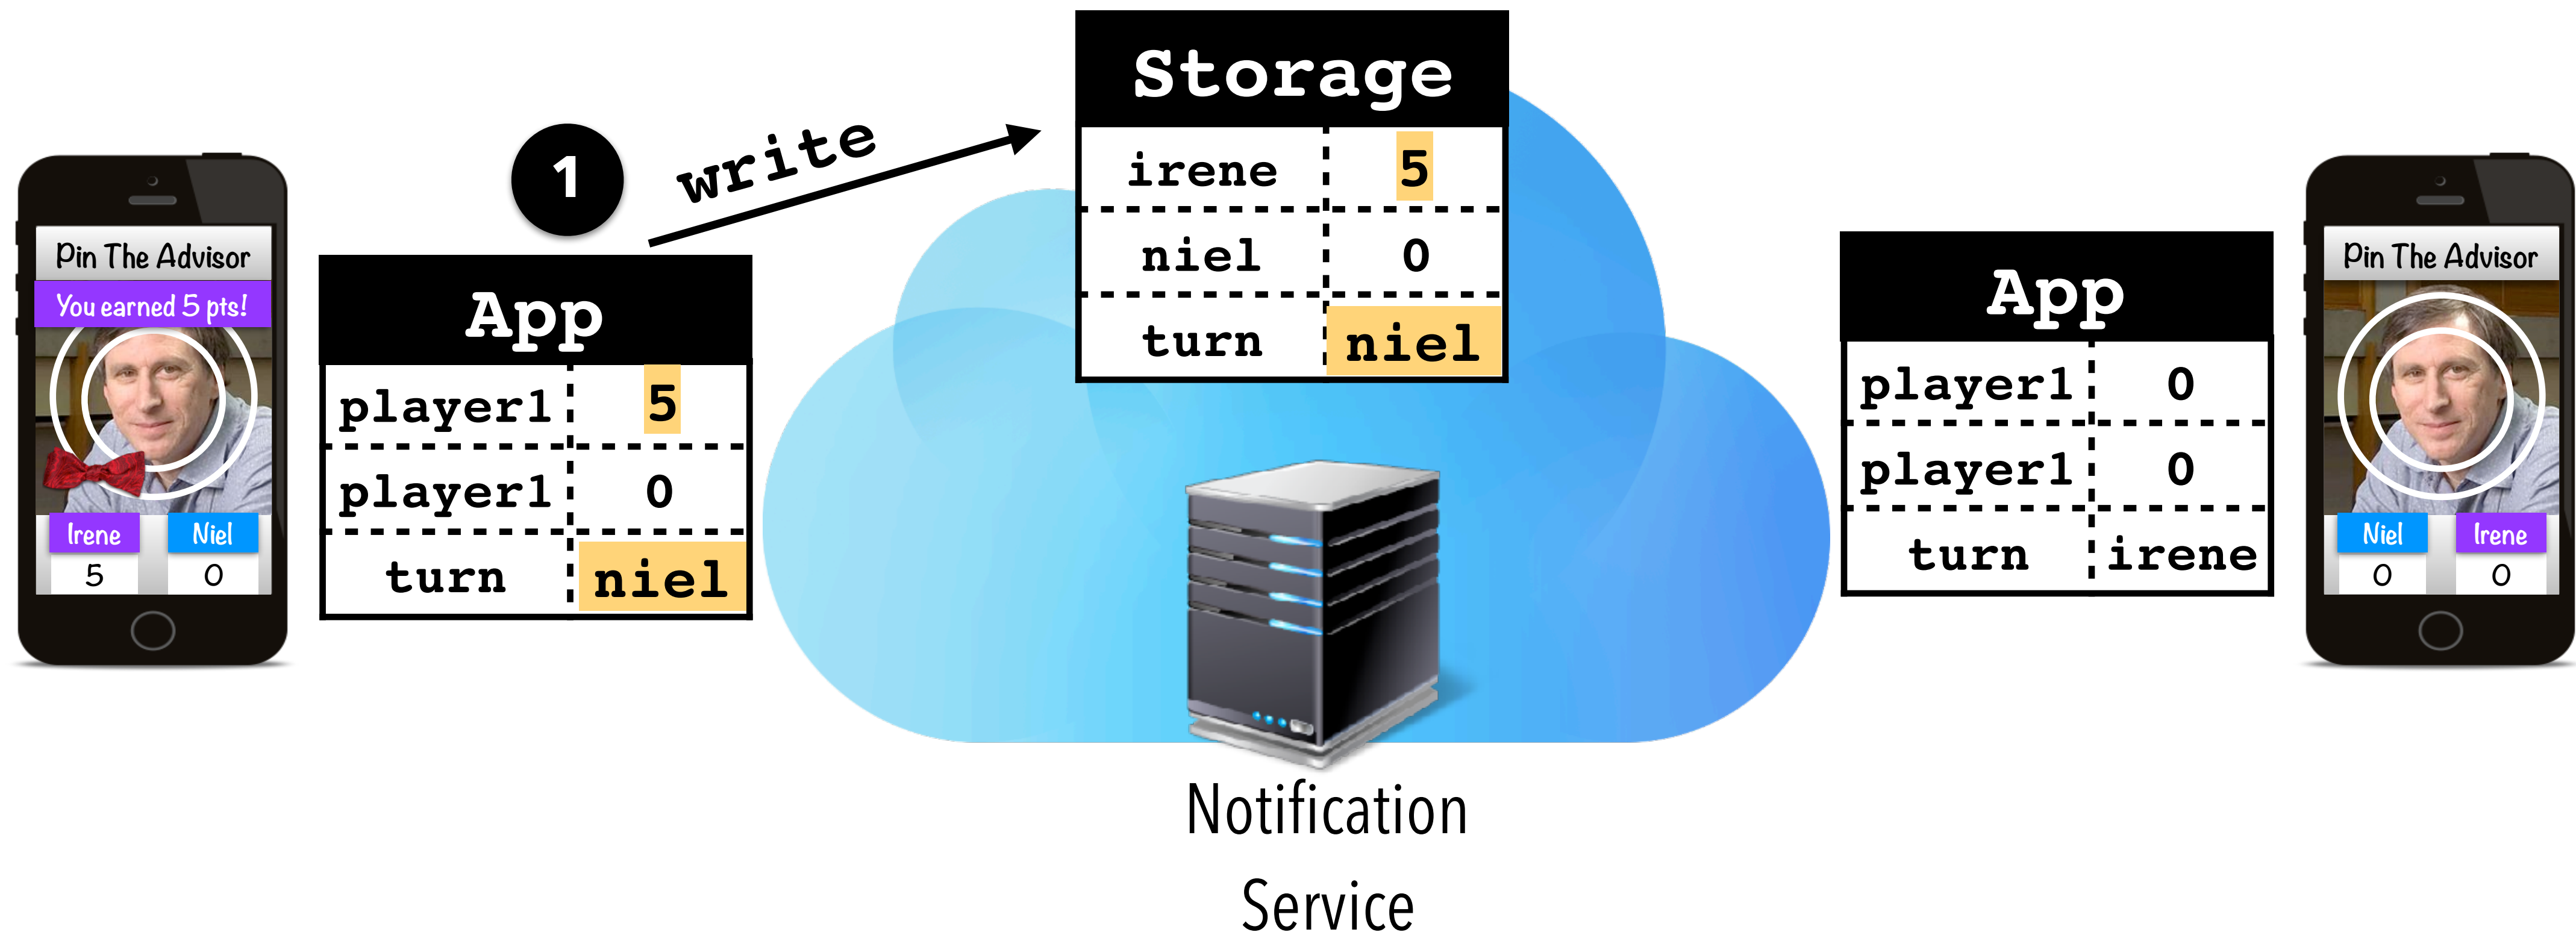 Pin The Advisor
You earned 5 pts!
Irene Niel
5 0
1
write
App
player1 5
player1 0
turn niel
Storage
irene 5
niel 0
turn niel
Notification
Service
App
player1 0
player1 0
turn irene
Pin The Advisor
Niel Irene
0 0